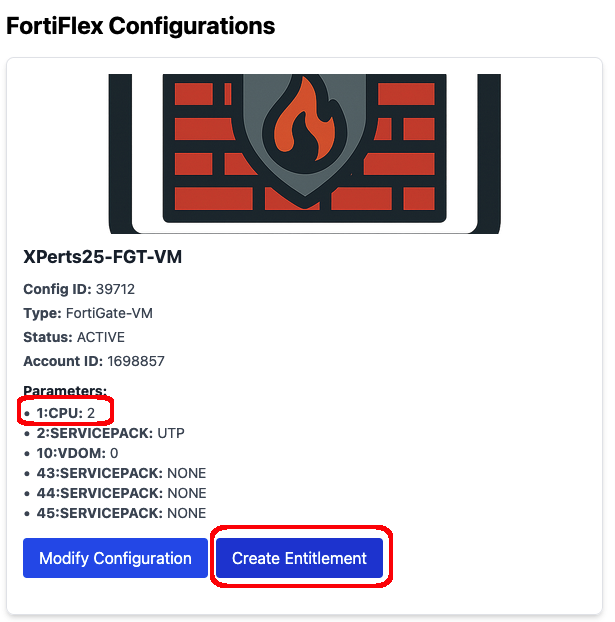 FortiFlex Configurations
XPerts25-FGT-VM
Config ID: 39712
Type: FortiGate-VM
Status: ACTIVE
Account ID: 1698857
Parameters:
• 1:CPU: 2
• 2:SERVICEPACK: UTP
• 10:VDOM: 0
• 43:SERVICEPACK: NONE
• 44:SERVICEPACK: NONE
• 45:SERVICEPACK: NONE
Modify Configuration
Create Entitlement